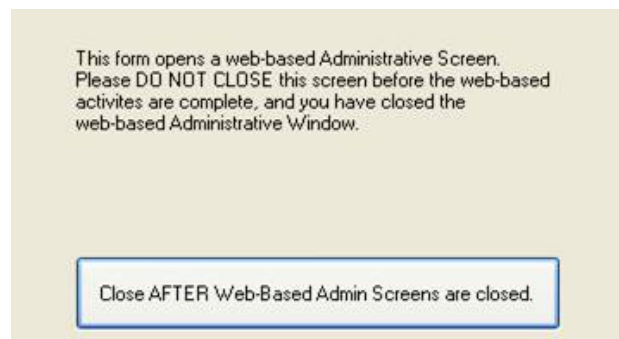 This form opens a web-based Administrative Screen.
Please DO NOT CLOSE this screen before the web-based
activites are complete, and you have closed the
web-based Administrative Window.
Close AFTER Web-Based Admin Screens are closed.